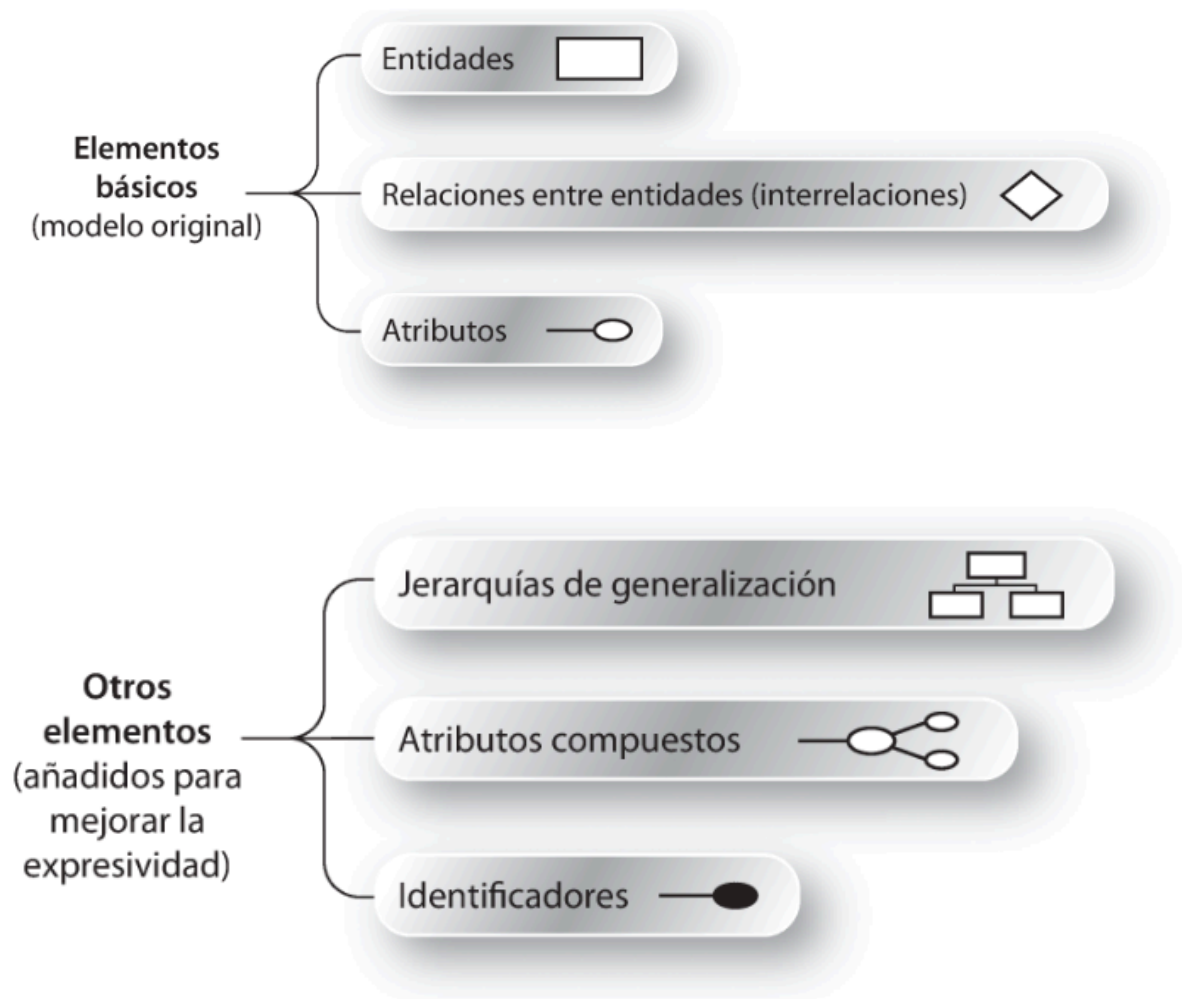 Entidades
Elementos
básicos
(modelo original)
Relaciones entre entidades (interrelaciones)
Atributos
Jerarquías de generalización
Otros
elementos
(añadidos para
mejorar la
expresividad)
Atributos compuestos
Identificadores